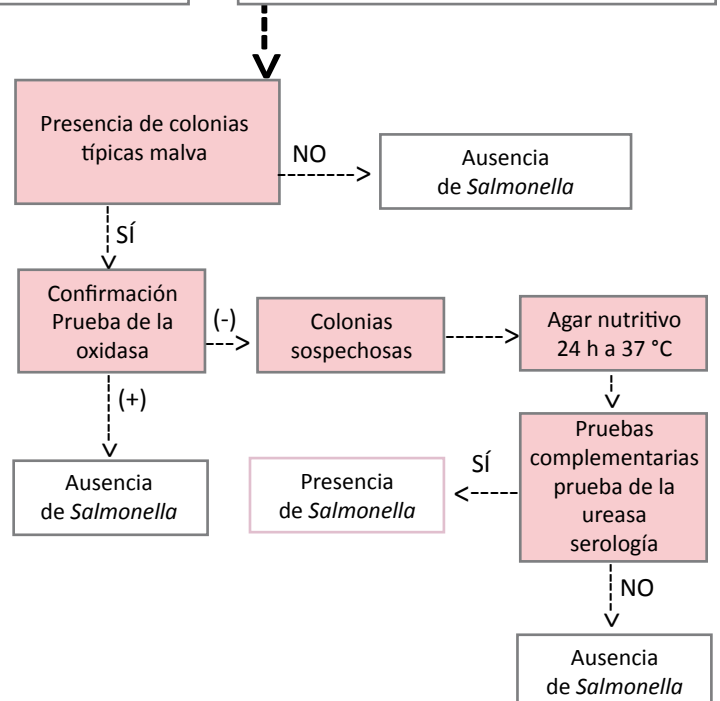 Presencia de colonias
típicas malva
NO
Ausencia
de Salmonella
SÍ
Confirmación
Prueba de la
oxidasa
(-)
Colonias
sospechosas
Agar nutritivo
24 h a 37 °C
(+)
Ausencia
de Salmonella
Presencia
de Salmonella
SÍ
Pruebas
complementarias
prueba de la
ureasa
serología
NO
Ausencia
de Salmonella